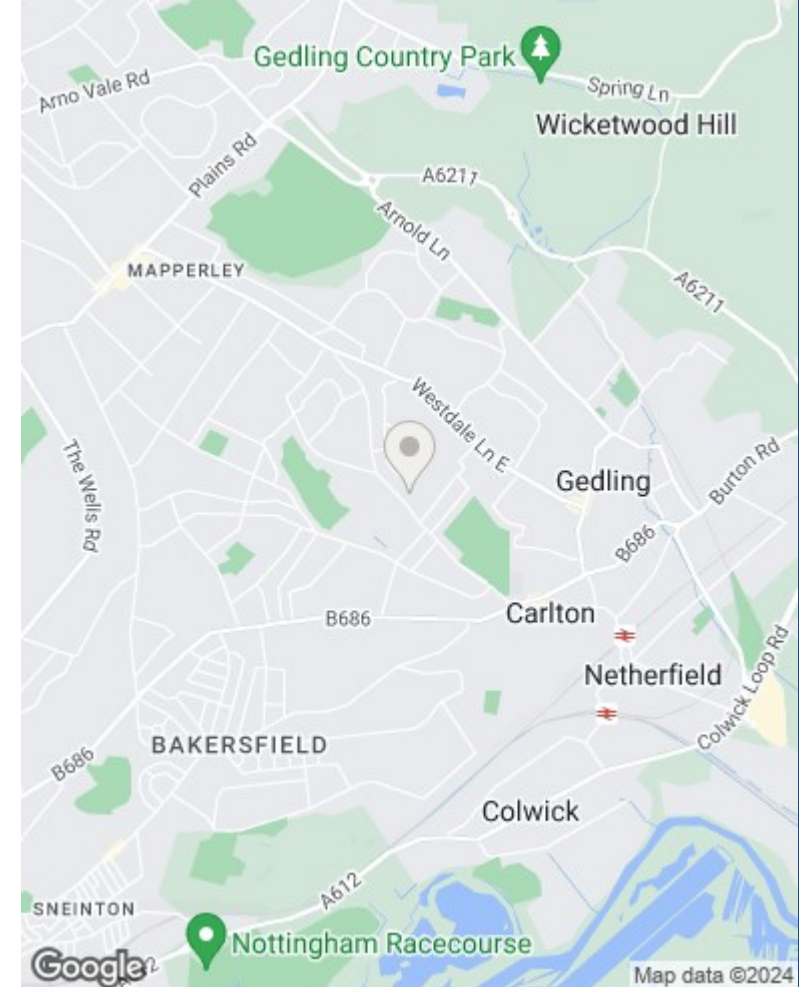 Gedling Country Park
Spring Ln
Arno Vale Rd
Wicketwood Hill
Plains Rd
A6211
Arnold Ln
MAPPERLEY
A6211
Westdale Ln E
The Wells Rd
Burton Rd
Gedling
B686
Carlton
B686
Netherfield
Colwick Loop Rd
BAKERSFIELD
B686
Colwick
A612
SNEINTON
Nottingham Racecourse
Google
Map data ©2024